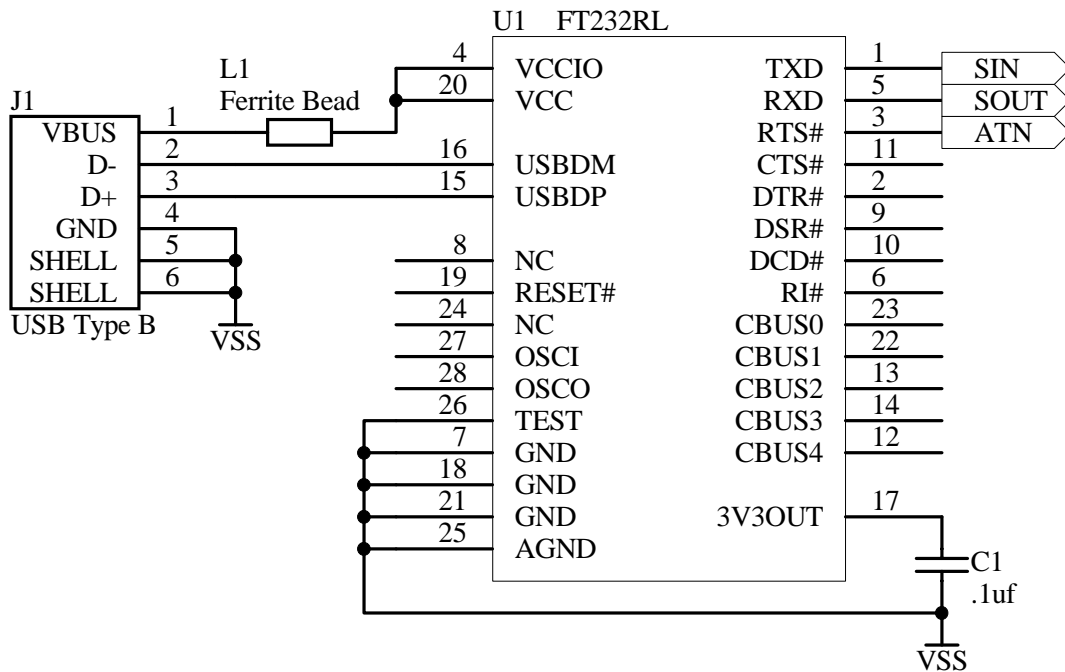 U1 FT232RL
4 VCCIO TXD 1 SIN
20 VCC RXD 5 SOUT
RTS# 3 ATN
16 USBDM CTS# 11
15 USBDP DTR# 2
DSR# 9
8 NC DCD# 10
19 RESET# RI# 6
24 NC CBUS0 23
27 OSCI CBUS1 22
28 OSCO CBUS2 13
26 TEST CBUS3 14
7 GND CBUS4 12
18 GND
21 GND 3V3OUT 17
25 AGND
L1
Ferrite Bead
J1
VBUS 1
D- 2
D+ 3
GND 4
SHELL 5
SHELL 6
USB Type B
VSS
C1
.1uf
VSS